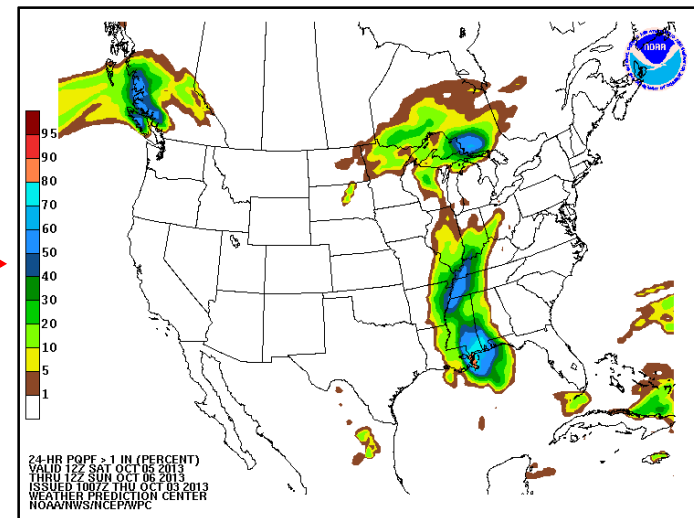 NOAA
95
90
80
70
60
50
40
30
20
10
5
1
24-HR PQPF > 1 IN (PERCENT)
VALID 12Z SAT OCT 05 2013
THRU 12Z SUN OCT 06 2013
ISSUED 1007Z THU OCT 03 2013
WEATHER PREDICTION CENTER
NOAA/NWS/NCEP/WPC